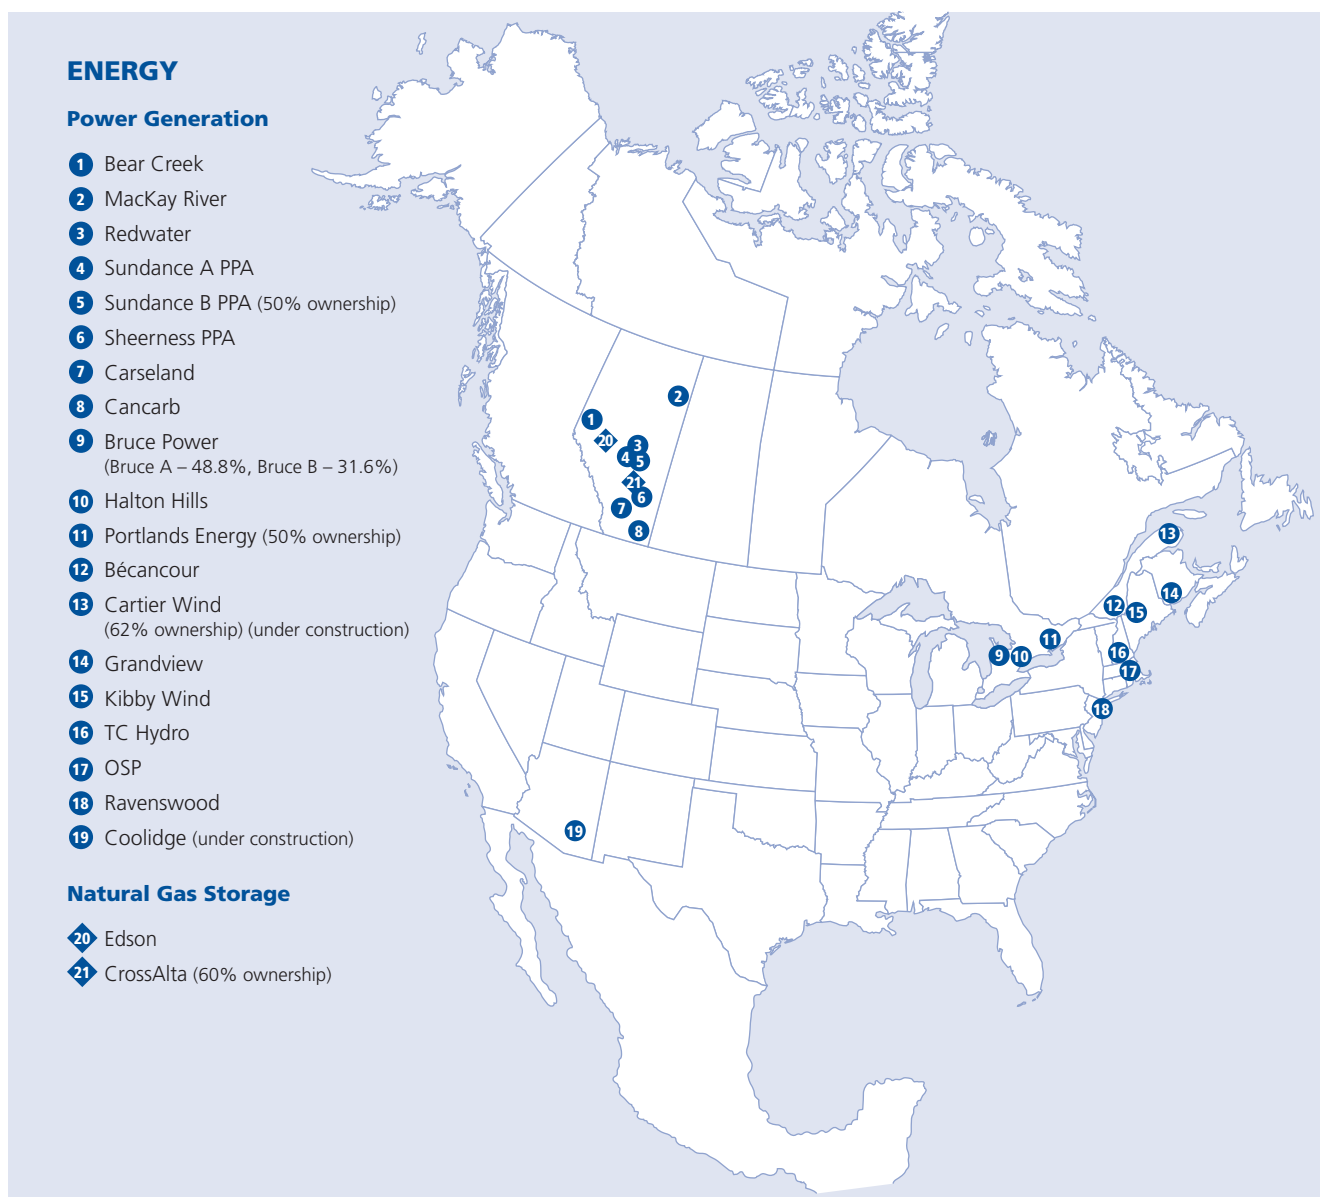 ENERGY
Power Generation
1 Bear Creek
2 MacKay River
3 Redwater
4 Sundance A PPA
5 Sundance B PPA (50% ownership)
6 Sheerness PPA
7 Carseland
8 Cancarb
9 Bruce Power
(Bruce A – 48.8%, Bruce B – 31.6%)
10 Halton Hills
11 Portlands Energy (50% ownership)
12 Bécancour
13 Cartier Wind
(62% ownership) (under construction)
14 Grandview
15 Kibby Wind
16 TC Hydro
17 OSP
18 Ravenswood
19 Coolidge (under construction)
Natural Gas Storage
20 Edson
21 CrossAlta (60% ownership)
2
1
20
3
4
5
21
6
7
8
13
14
12
15
11
16
9
10
17
18
19